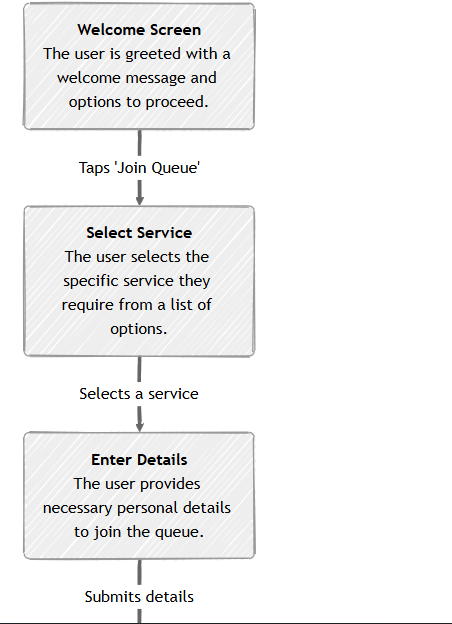 Welcome Screen
The user is greeted with a
welcome message and
options to proceed.
Taps 'Join Queue'
Select Service
The user selects the
specific service they
require from a list of
options.
Selects a service
Enter Details
The user provides
necessary personal details
to join the queue.
Submits details